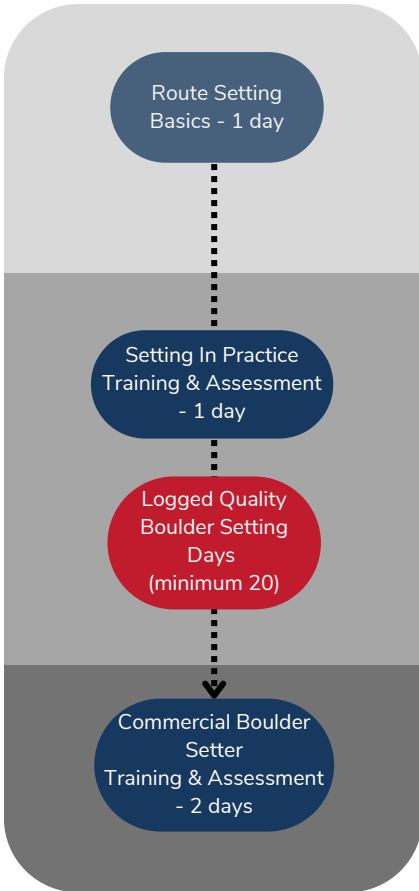 Route Setting
Basics - 1 day
Setting In Practice
Training & Assessment
- 1 day
Logged Quality
Boulder Setting
Days
(minimum 20)
Commercial Boulder
Setter
Training & Assessment
- 2 days